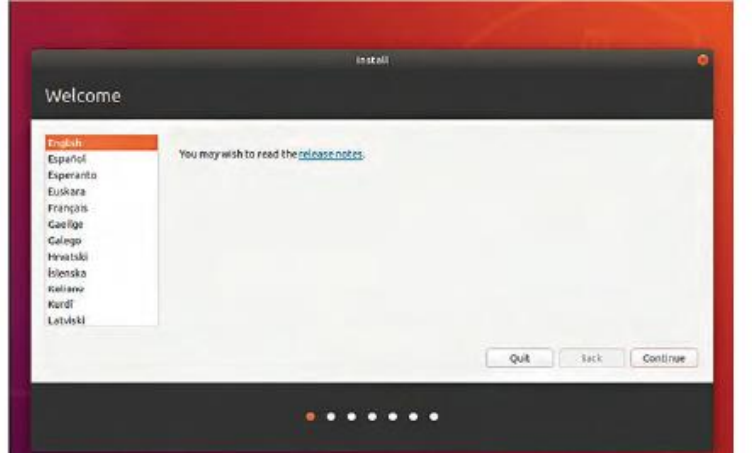 Install
Welcome
English
Español
Esperanto
Euskara
Français
Gaeilge
Galego
Hrvatski
Íslenska
Italiano
Kurdî
Latviski
You may wish to read the release notes.
Quit
Back
Continue